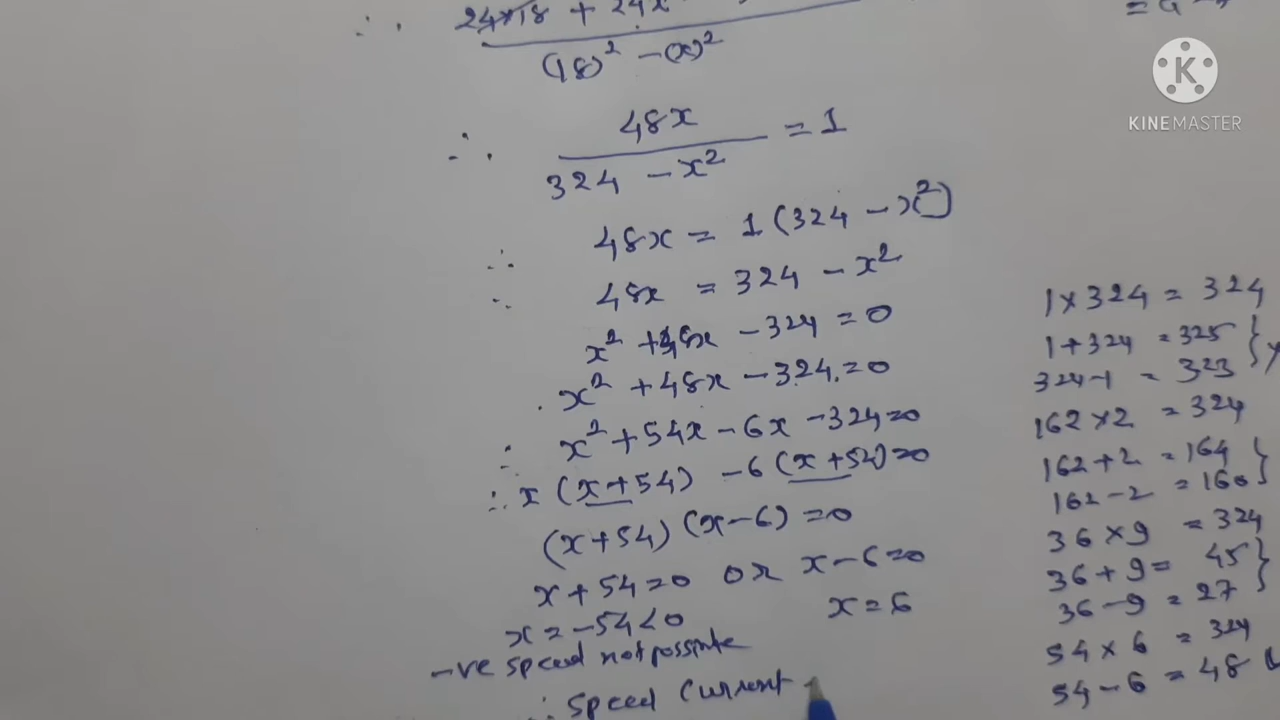 ∴ 24×18 + 24x
(18)² − (x)²
∴ 48x / 324 − x² = 1
∴ 48x = 1(324 − x²)
∴ 48x = 324 − x²
x² + 48x − 324 = 0
. x² + 48x − 324 = 0
∴ x² + 54x − 6x − 324 = 0
∴ x (x + 54) − 6 (x + 54) = 0
(x + 54) (x − 6) = 0
x + 54 = 0 or x − 6 = 0
x = −54 < 0 x = 6
−ve speed not possible
∴ speed current
1 × 324 = 324
1 + 324 = 325
324 − 1 = 323
162 × 2 = 324
162 + 2 = 164
162 − 2 = 160
36 × 9 = 324
36 + 9 = 45
36 − 9 = 27
54 × 6 = 324
54 − 6 = 48
K
KINEMASTER